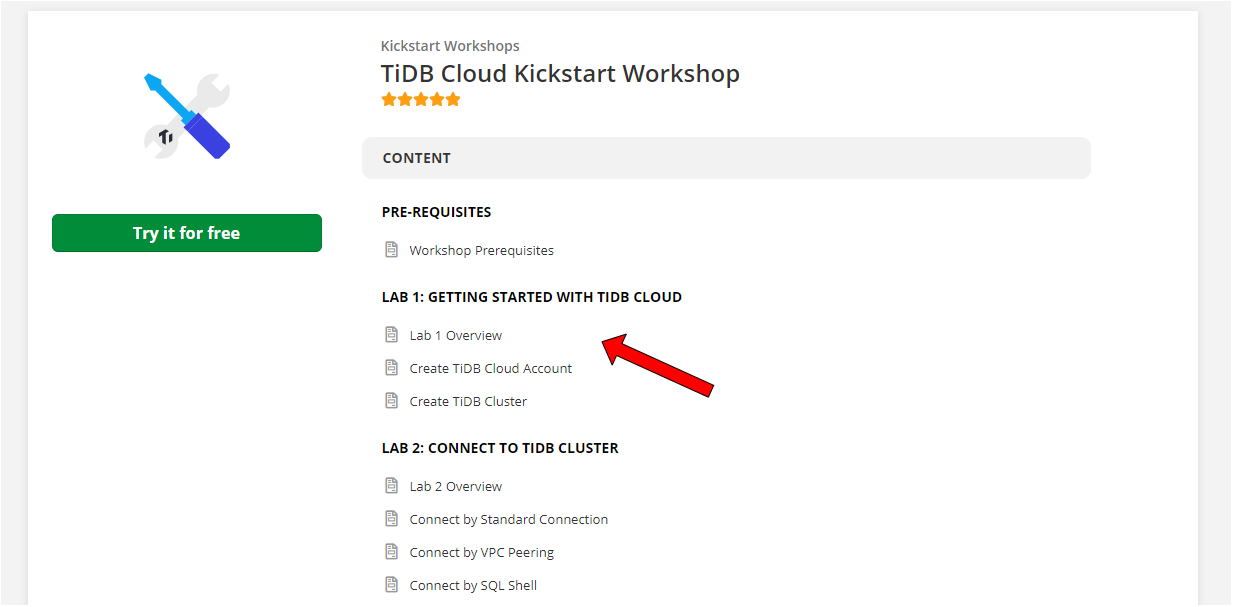 Kickstart Workshops
TiDB Cloud Kickstart Workshop
Try it for free
CONTENT
PRE-REQUISITES
Workshop Prerequisites
LAB 1: GETTING STARTED WITH TIDB CLOUD
Lab 1 Overview
Create TiDB Cloud Account
Create TiDB Cluster
LAB 2: CONNECT TO TIDB CLUSTER
Lab 2 Overview
Connect by Standard Connection
Connect by VPC Peering
Connect by SQL Shell